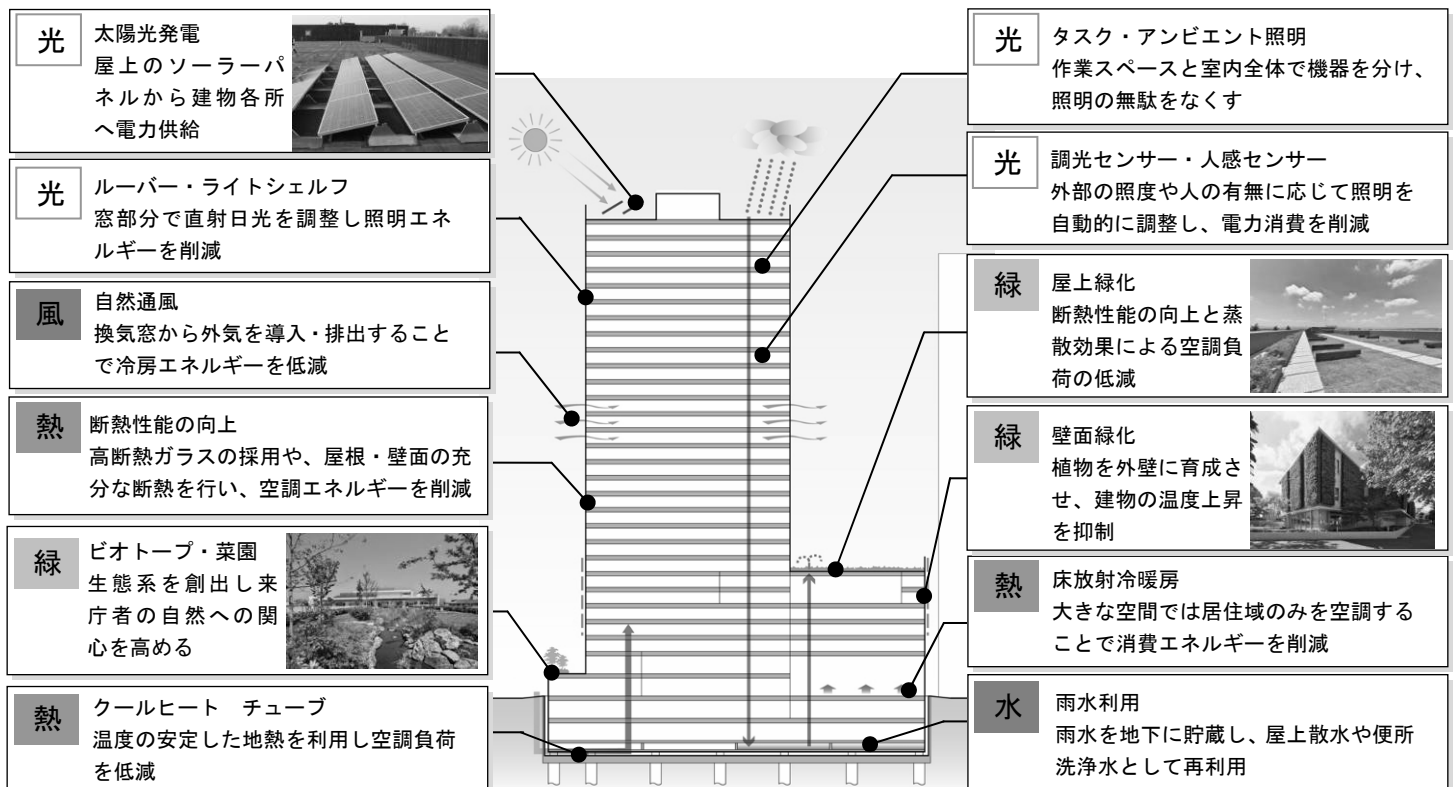 光
太陽光発電
屋上のソーラーパ
ネルから建物各所
へ電力供給
光
ルーバー・ライトシェルフ
窓部分で直射日光を調整し照明エネ
ルギーを削減
風
自然通風
換気窓から外気を導入・排出すること
で冷房エネルギーを低減
熱
断熱性能の向上
高断熱ガラスの採用や、屋根・壁面の充
分な断熱を行い、空調エネルギーを削減
緑
ビオトープ・菜園
生態系を創出し来
庁者の自然への関
心を高める
熱
クールヒート　チューブ
温度の安定した地熱を利用し空調負荷
を低減
光
タスク・アンビエント照明
作業スペースと室内全体で機器を分け、
照明の無駄をなくす
光
調光センサー・人感センサー
外部の照度や人の有無に応じて照明を
自動的に調整し、電力消費を削減
緑
屋上緑化
断熱性能の向上と蒸
散効果による空調負
荷の低減
緑
壁面緑化
植物を外壁に育成さ
せ、建物の温度上昇
を抑制
熱
床放射冷暖房
大きな空間では居住域のみを空調する
ことで消費エネルギーを削減
水
雨水利用
雨水を地下に貯蔵し、屋上散水や便所
洗浄水として再利用